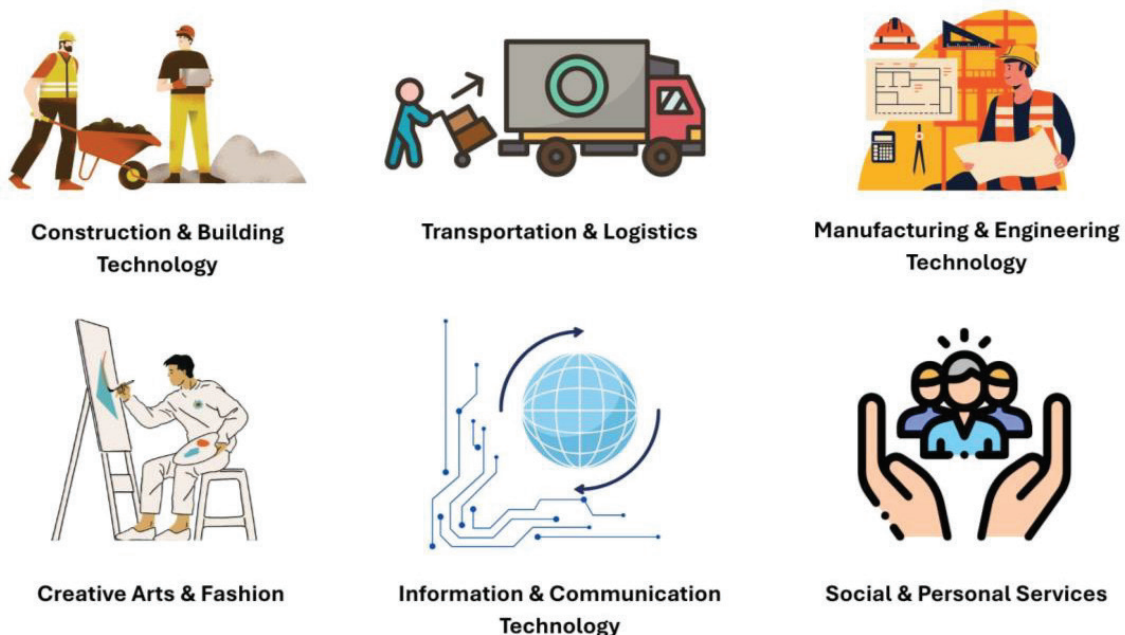 Construction & Building
Technology
Transportation & Logistics
Manufacturing & Engineering
Technology
Creative Arts & Fashion
Information & Communication
Technology
Social & Personal Services